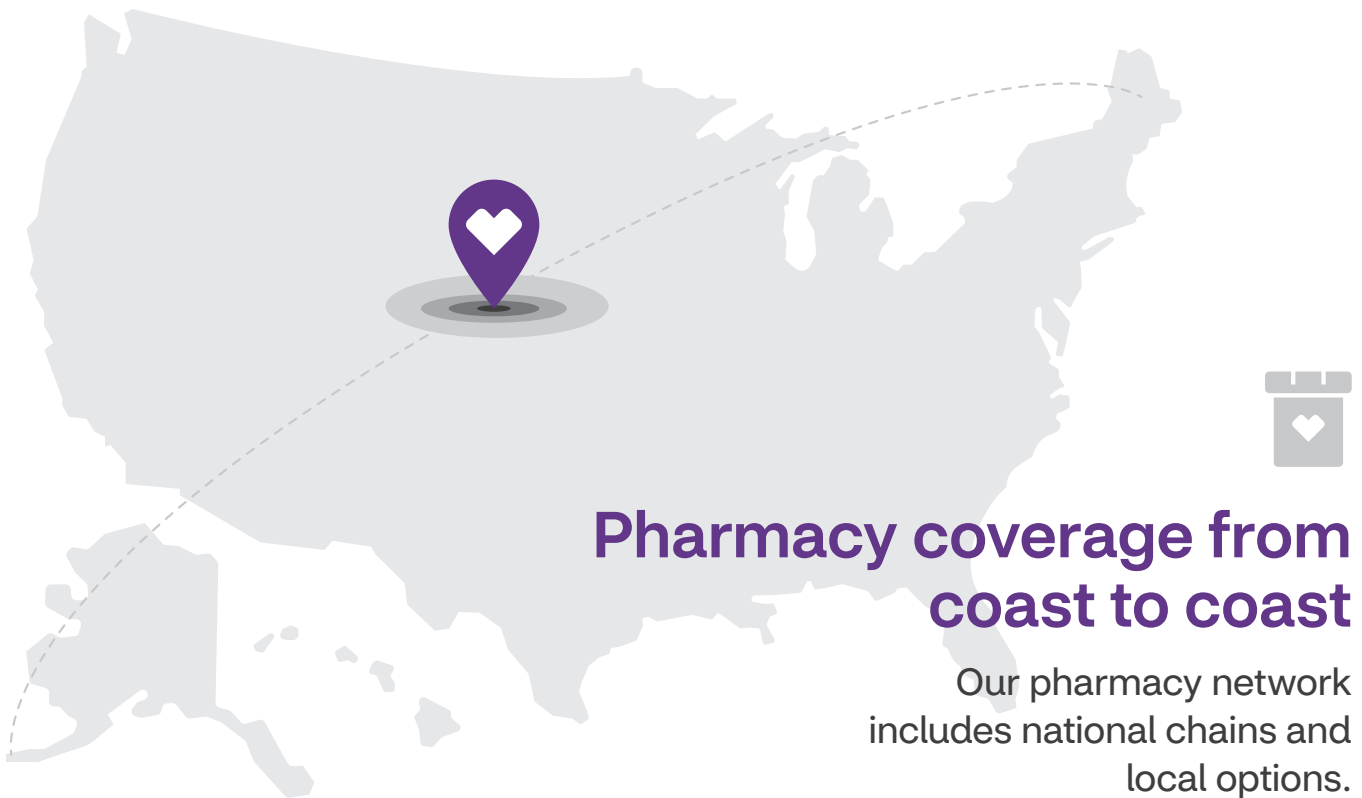 Pharmacy coverage from
coast to coast
Our pharmacy network
includes national chains and
local options.